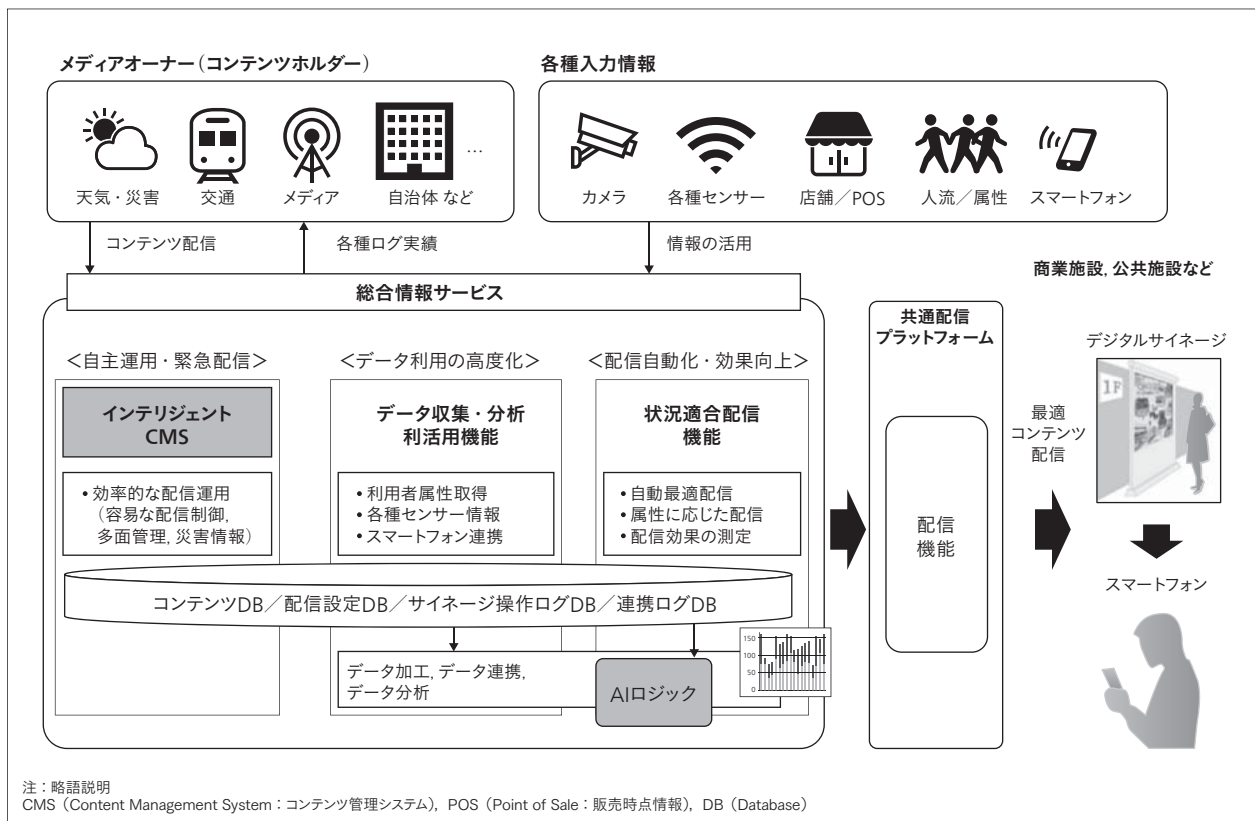 メディアオーナー（コンテンツホルダー）
天気・災害
交通
メディア
自治体 など
…
各種入力情報
カメラ
各種センサー
店舗／POS
人流／属性
スマートフォン
コンテンツ配信
各種ログ実績
情報の活用
総合情報サービス
＜自主運用・緊急配信＞
インテリジェント
CMS
• 効率的な配信運用
（容易な配信制御,
多面管理, 災害情報）
＜データ利用の高度化＞
データ収集・分析
利活用機能
• 利用者属性取得
• 各種センサー情報
• スマートフォン連携
＜配信自動化・効果向上＞
状況適合配信
機能
• 自動最適配信
• 属性に応じた配信
• 配信効果の測定
コンテンツDB／配信設定DB／サイネージ操作ログDB／連携ログDB
データ加工, データ連携,
データ分析
AIロジック
150
100
50
0
共通配信
プラットフォーム
配信
機能
商業施設, 公共施設など
最適
コンテンツ
配信
デジタルサイネージ
1F
スマートフォン
注：略語説明
CMS（Content Management System：コンテンツ管理システム）, POS（Point of Sale：販売時点情報）, DB（Database）